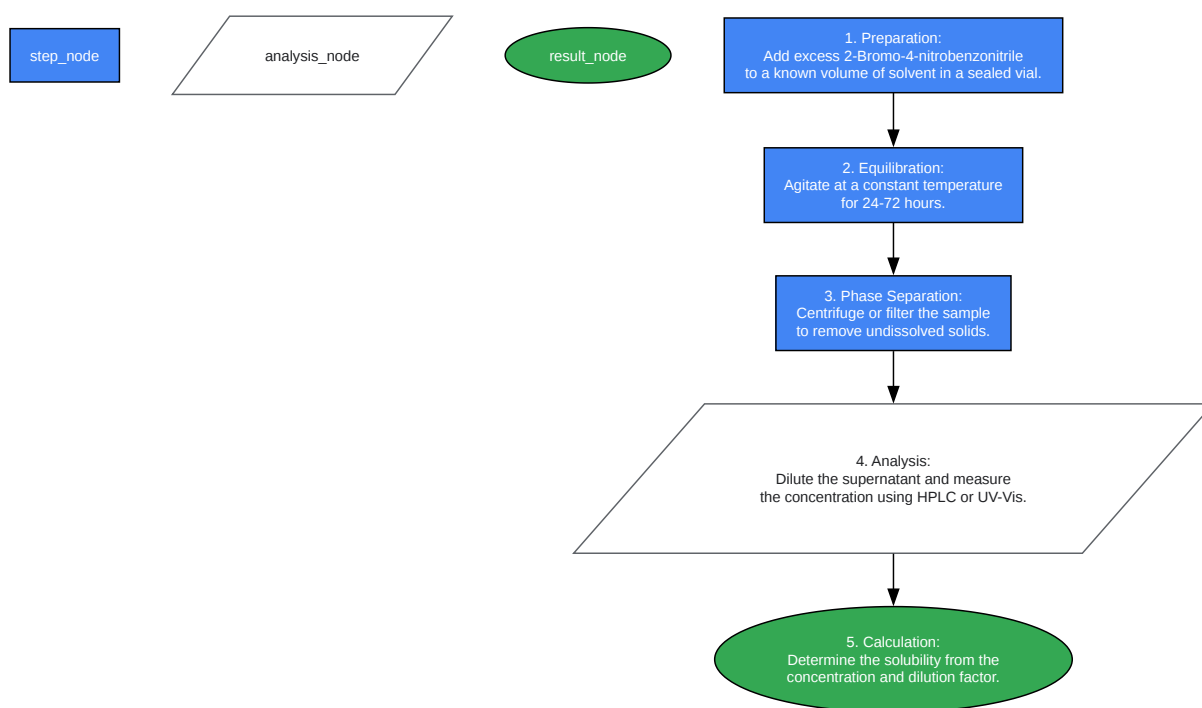 step_node
analysis_node
result_node
1. Preparation:
Add excess 2-Bromo-4-nitrobenzonitrile
to a known volume of solvent in a sealed vial.
2. Equilibration:
Agitate at a constant temperature
for 24-72 hours.
3. Phase Separation:
Centrifuge or filter the sample
to remove undissolved solids.
4. Analysis:
Dilute the supernatant and measure
the concentration using HPLC or UV-Vis.
5. Calculation:
Determine the solubility from the
concentration and dilution factor.